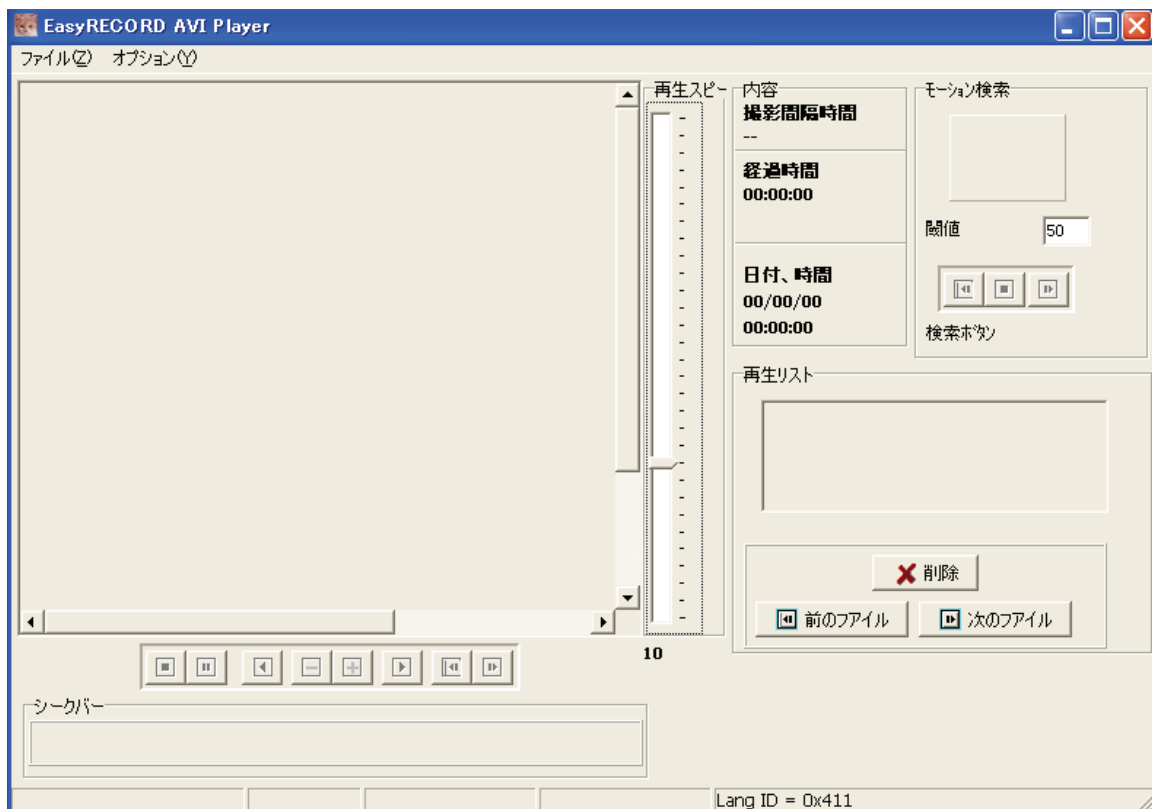 EasyRECORD AVI Player
ファイル(Z) オプション(Y)
再生スピー
内容
撮影間隔時間
--
経過時間
00:00:00
日付、時間
00/00/00
00:00:00
モーション検索
閾値 50
検索ボタン
再生リスト
削除
前のファイル 次のファイル
10
シークバー
Lang ID = 0x411